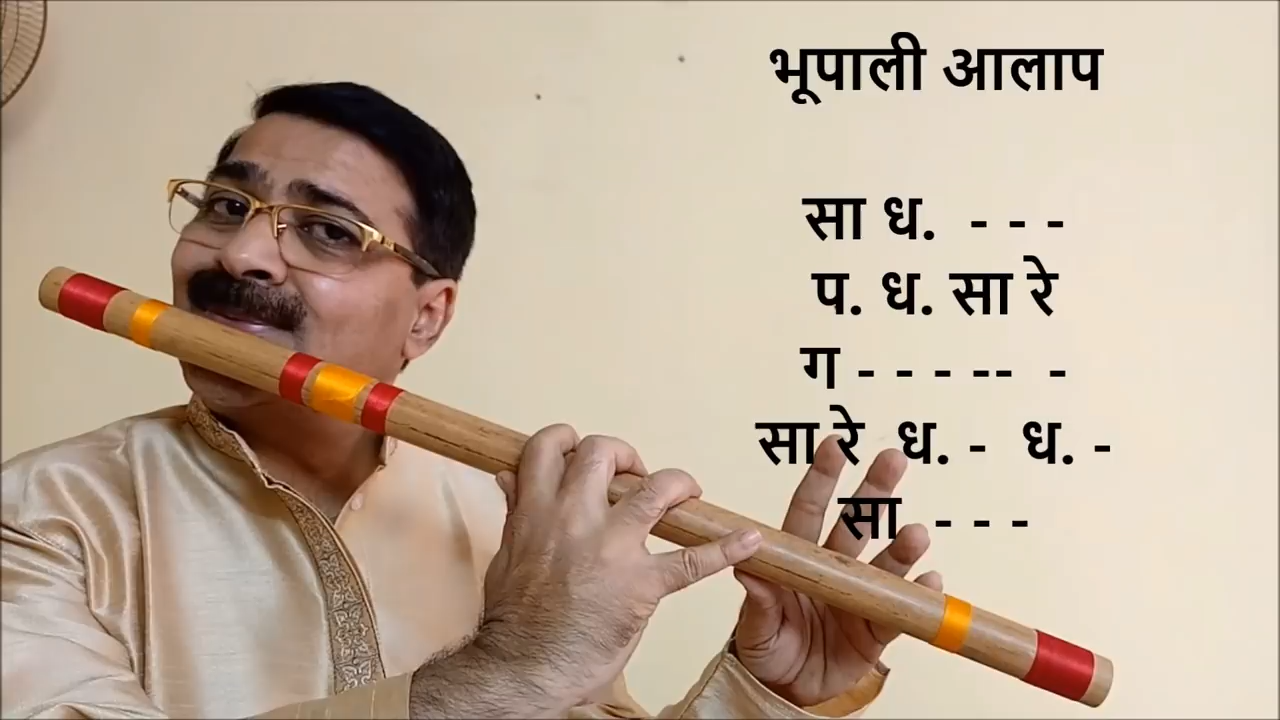 भूपाली आलाप
सा ध. - - -
प. ध. सा रे
ग - - - -- -
सा रे ध. - ध. -
सा - - -